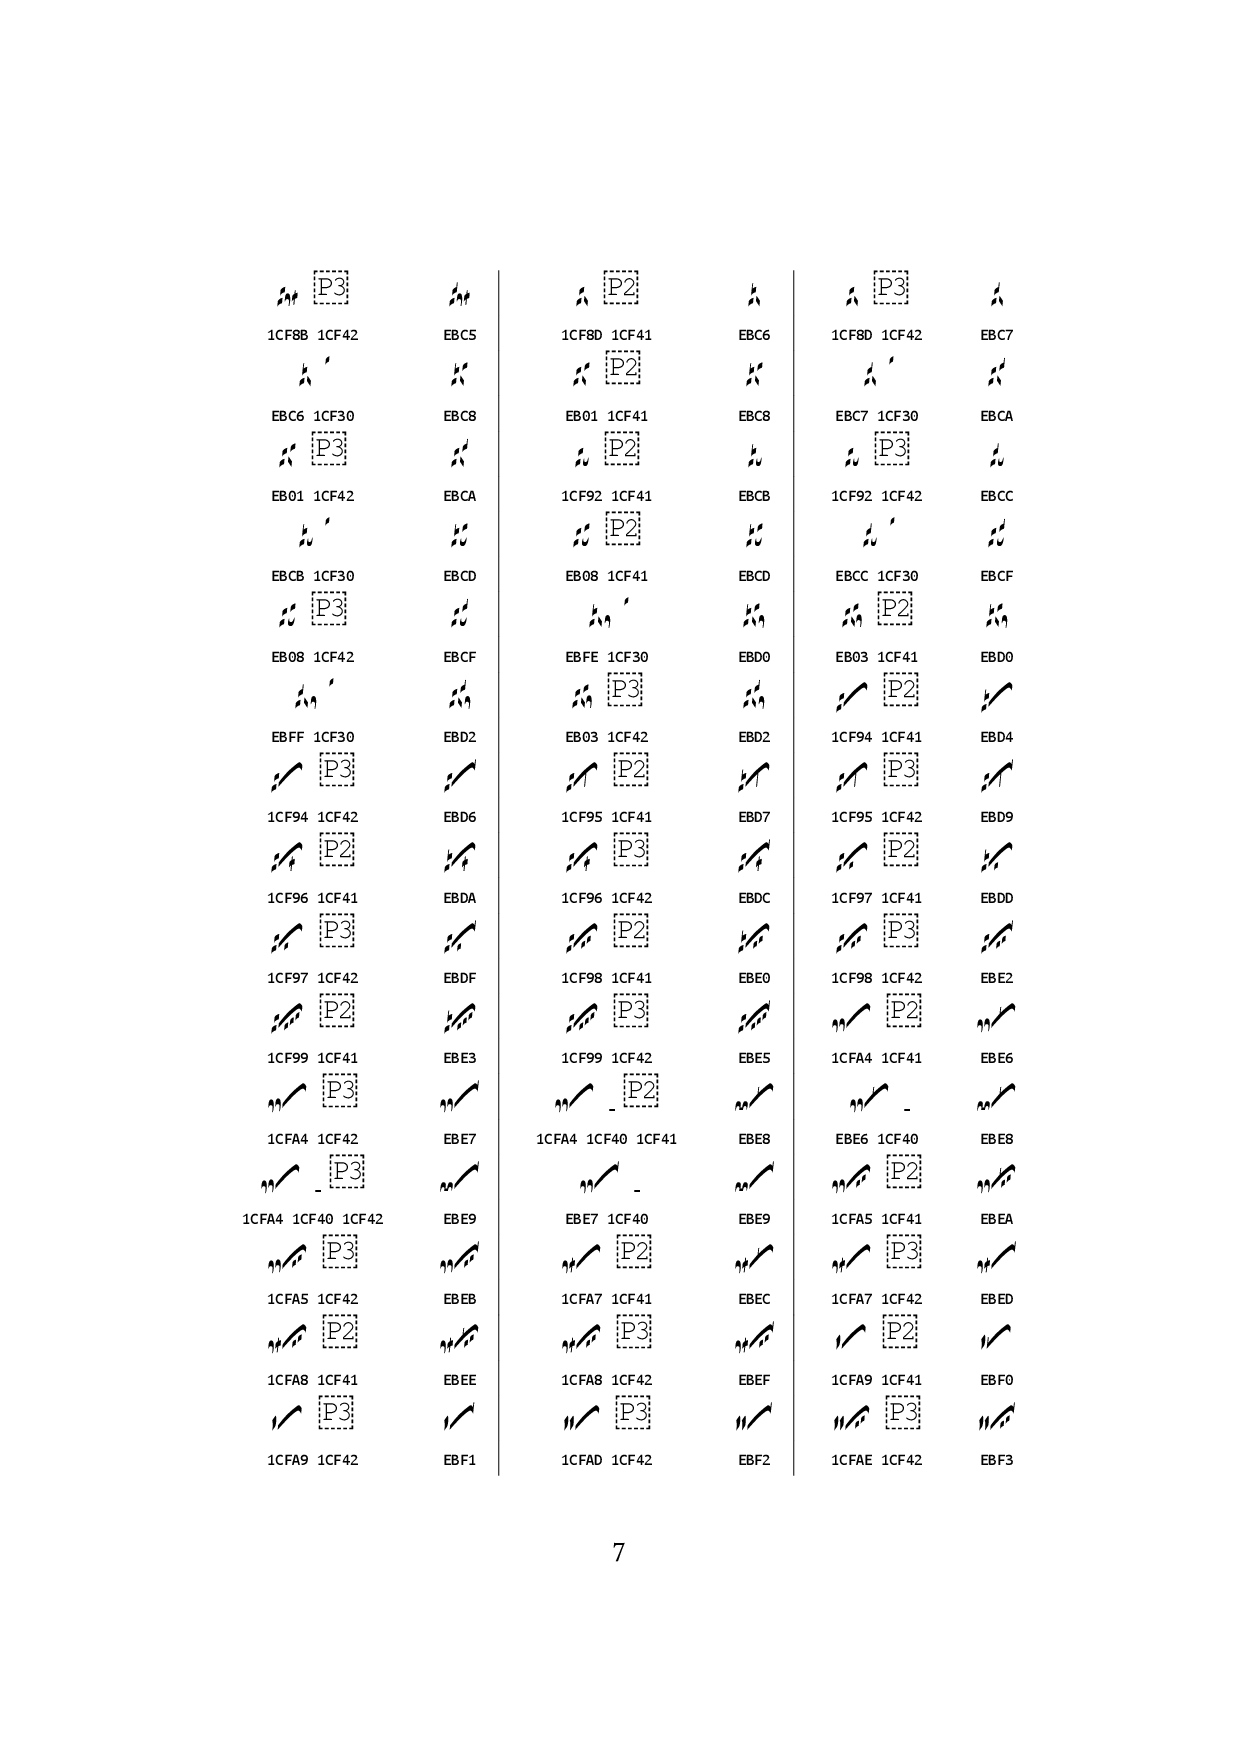 P3 P2 P3
1CF8B 1CF42 EBC5 1CF8D 1CF41 EBC6 1CF8D 1CF42 EBC7
P2
EBC6 1CF30 EBC8 EB01 1CF41 EBC8 EBC7 1CF30 EBCA
P3 P2 P3
EB01 1CF42 EBCA 1CF92 1CF41 EBCB 1CF92 1CF42 EBCC
P2
EBCB 1CF30 EBCD EB08 1CF41 EBCD EBCC 1CF30 EBCF
P3 P2
EB08 1CF42 EBCF EBFE 1CF30 EBD0 EB03 1CF41 EBD0
P3 P2
EBFF 1CF30 EBD2 EB03 1CF42 EBD2 1CF94 1CF41 EBD4
P3 P2 P3
1CF94 1CF42 EBD6 1CF95 1CF41 EBD7 1CF95 1CF42 EBD9
P2 P3 P2
1CF96 1CF41 EBDA 1CF96 1CF42 EBDC 1CF97 1CF41 EBDD
P3 P2 P3
1CF97 1CF42 EBDF 1CF98 1CF41 EBE0 1CF98 1CF42 EBE2
P2 P3 P2
1CF99 1CF41 EBE3 1CF99 1CF42 EBE5 1CFA4 1CF41 EBE6
P3 P2
1CFA4 1CF42 EBE7 1CFA4 1CF40 1CF41 EBE8 EBE6 1CF40 EBE8
P3 P2
1CFA4 1CF40 1CF42 EBE9 EBE7 1CF40 EBE9 1CFA5 1CF41 EBEA
P3 P2 P3
1CFA5 1CF42 EBEB 1CFA7 1CF41 EBEC 1CFA7 1CF42 EBED
P2 P3 P2
1CFA8 1CF41 EBEE 1CFA8 1CF42 EBEF 1CFA9 1CF41 EBF0
P3 P3 P3
1CFA9 1CF42 EBF1 1CFAD 1CF42 EBF2 1CFAE 1CF42 EBF3
7